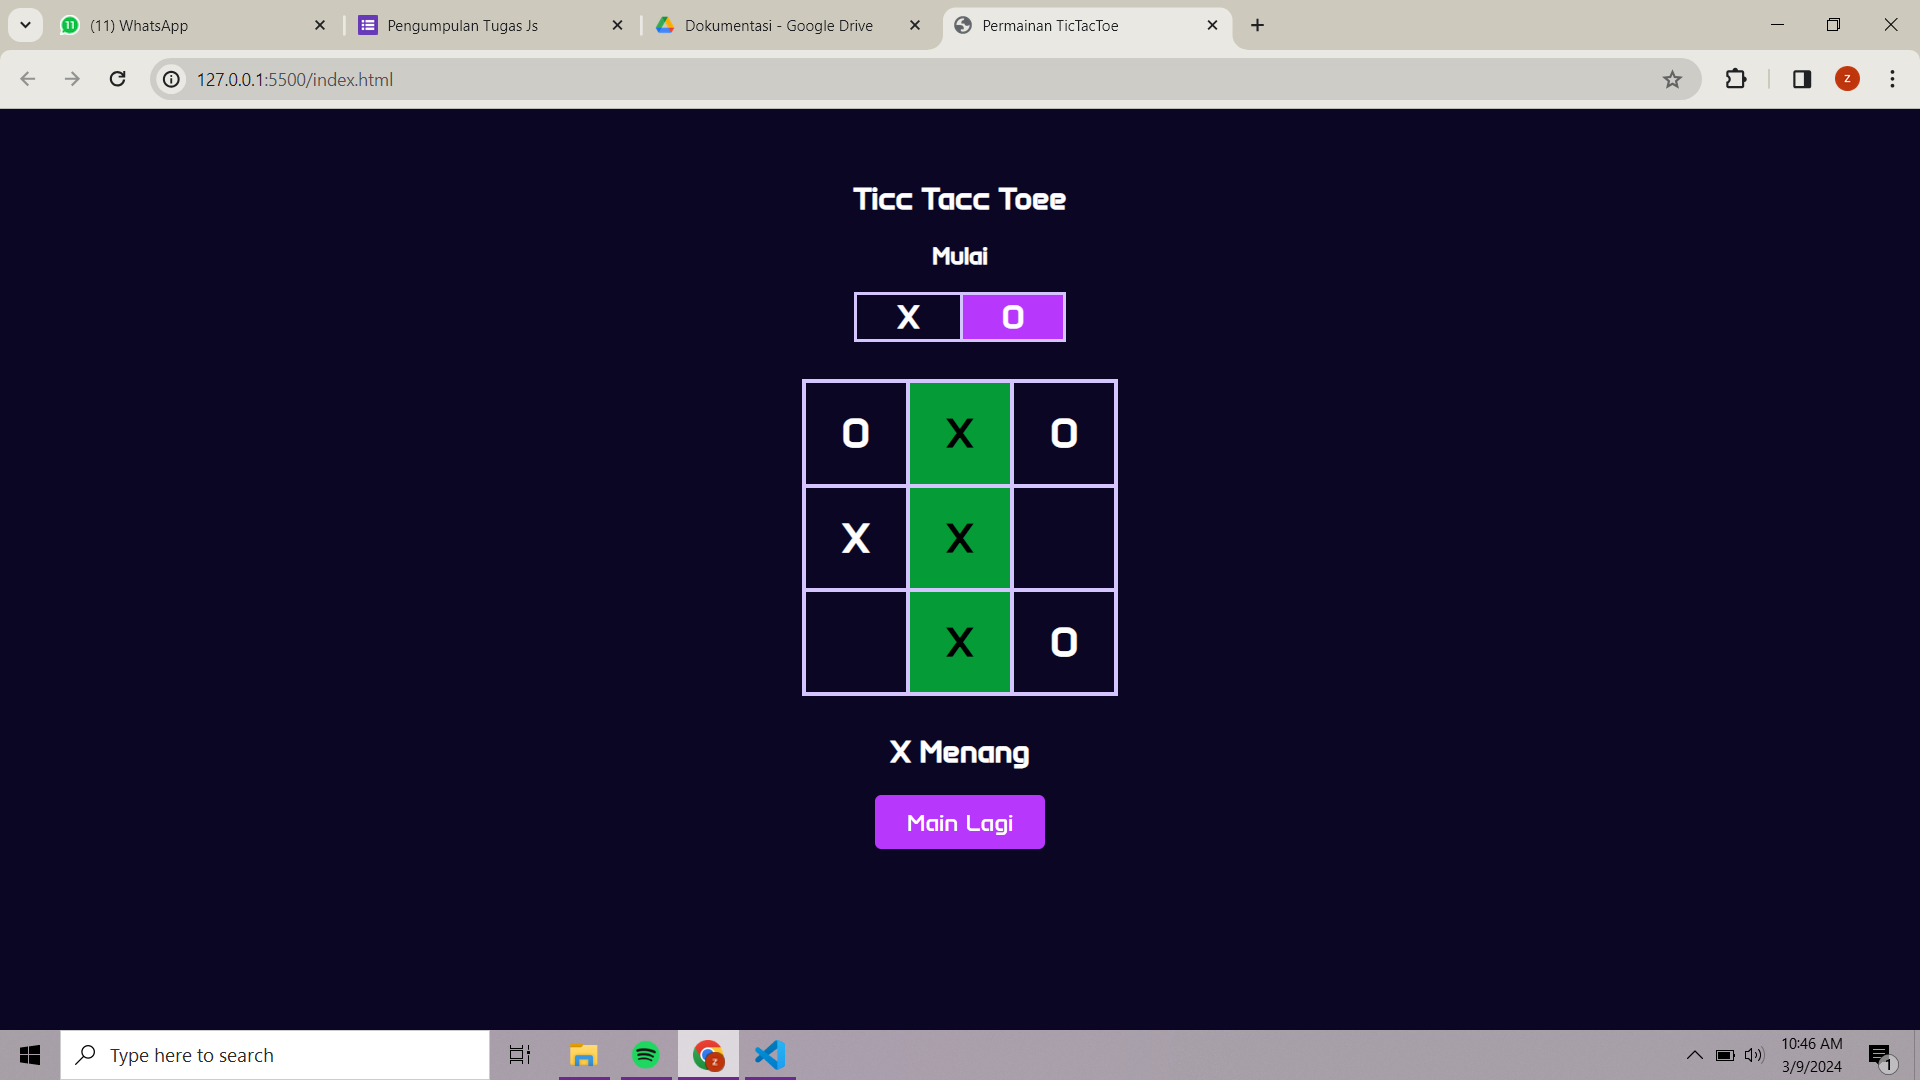 (11) WhatsApp
Pengumpulan Tugas Js
Dokumentasi - Google Drive
Permainan TicTacToe
127.0.0.1:5500/index.html
z
Ticc Tacc Toee
Mulai
X O
O X O
X X
X O
X Menang
Main Lagi
Type here to search
z
10:46 AM
3/9/2024
1